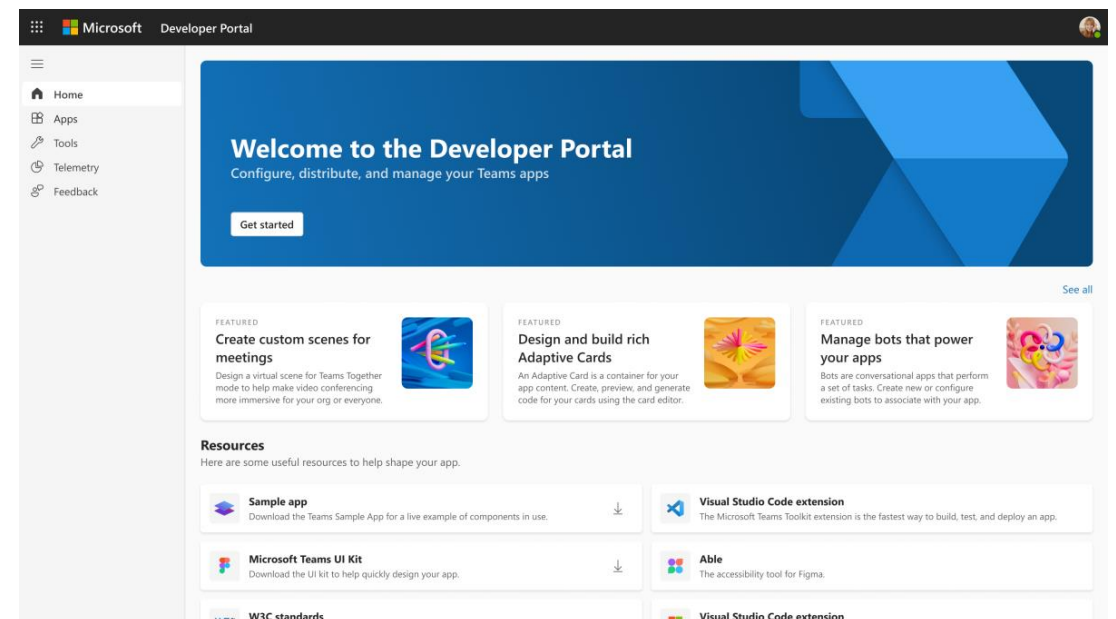 Microsoft Developer Portal
Home
Apps
Tools
Telemetry
Feedback
Welcome to the Developer Portal
Configure, distribute, and manage your Teams apps
Get started
See all
FEATURED
Create custom scenes for
meetings
Design a virtual scene for Teams Together
mode to help make video conferencing
more immersive for your org or everyone.
FEATURED
Design and build rich
Adaptive Cards
An Adaptive Card is a container for your
app content. Create, preview, and generate
code for your cards using the card editor.
FEATURED
Manage bots that power
your apps
Bots are conversational apps that perform
a set of tasks. Create new or configure
existing bots to associate with your app.
Resources
Here are some useful resources to help shape your app.
Sample app
Download the Teams Sample App for a live example of components in use.
Visual Studio Code extension
The Microsoft Teams Toolkit extension is the fastest way to build, test, and deploy an app.
Microsoft Teams UI Kit
Download the UI kit to help quickly design your app.
Able
The accessibility tool for Figma.
W3C standards
Visual Studio Code extension